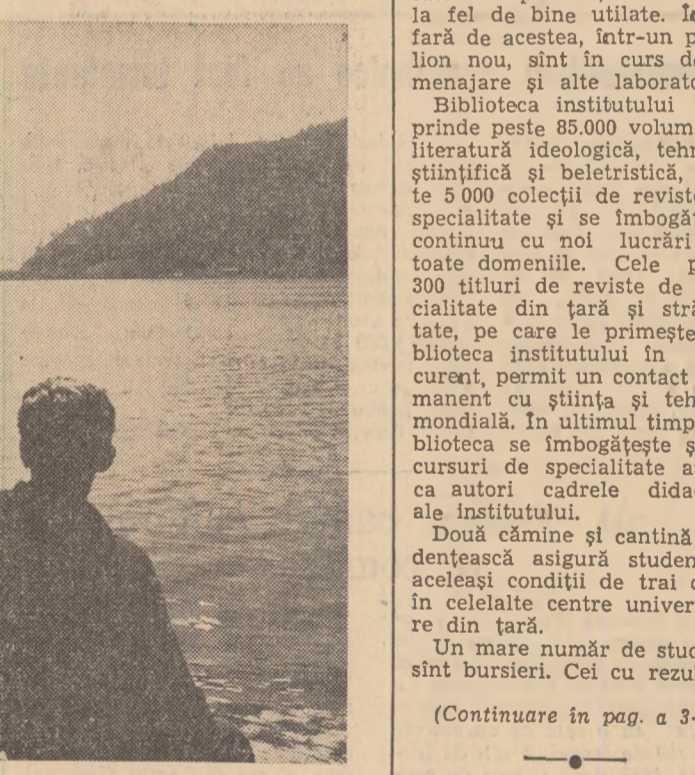 la fel de bine utilate. În
fară de acestea, într-un p
lion nou, sînt în curs d
menajare și alte laborato
Biblioteca institutului
prinde peste 85.000 volum
literatură ideologică, tehn
științifică și beletristică,
te 5 000 colecții de reviste
specialitate și se îmbogăț
continuu cu noi lucrări
toate domeniile. Cele p
300 titluri de reviste de
cialitate din țară și stră
tate, pe care le primește
blioteca institutului în
curent, permit un contact
manent cu știința și teh
mondială. În ultimul timp
blioteca se îmbogățește ș
cursuri de specialitate a
ca autori cadrele dida
ale institutului.
Două cămine și cantină
dențească asigură studen
aceleași condiții de trai c
în celelalte centre univer
re din țară.
Un mare număr de stud
sînt bursieri. Cei cu rezul
(Continuare în pag. a 3-